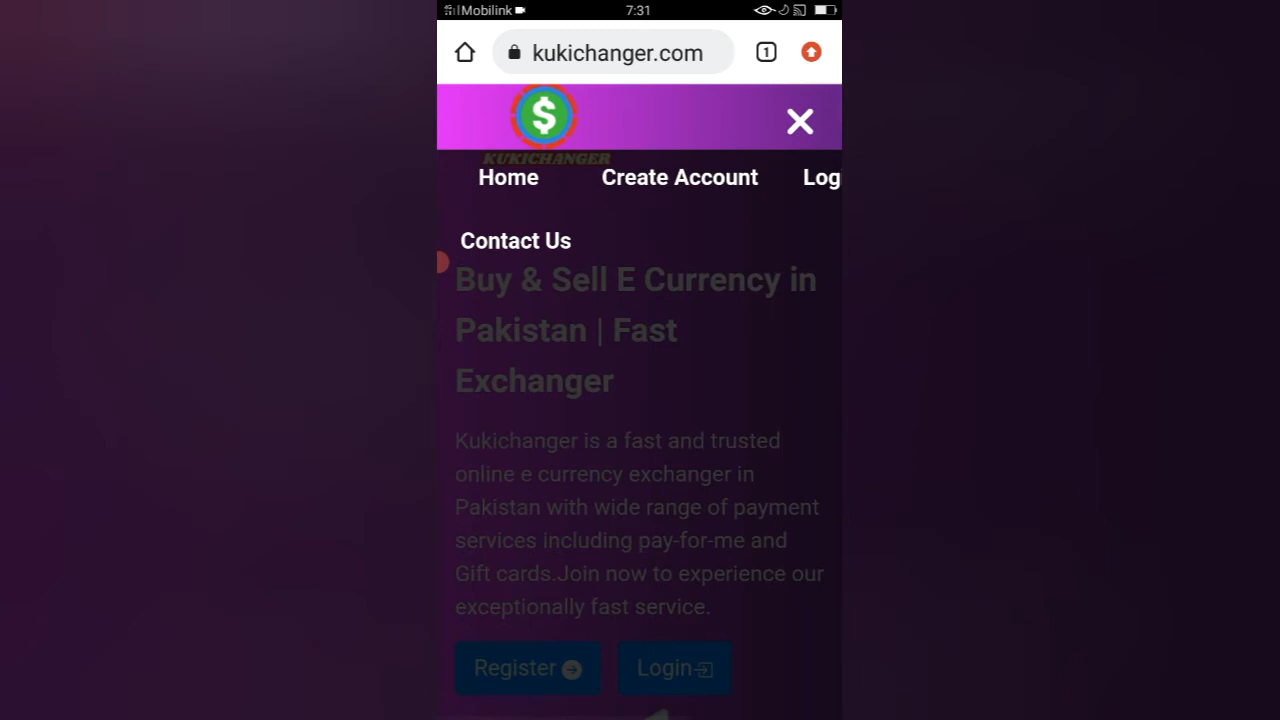 Mobilink 7:31
kukichanger.com 1
$
KUKICHANGER
Home Create Account Logi
Contact Us
Buy & Sell E Currency in
Pakistan | Fast
Exchanger
Kukichanger is a fast and trusted
online e currency exchanger in
Pakistan with wide range of payment
services including pay-for-me and
Gift cards.Join now to experience our
exceptionally fast service.
Register Login